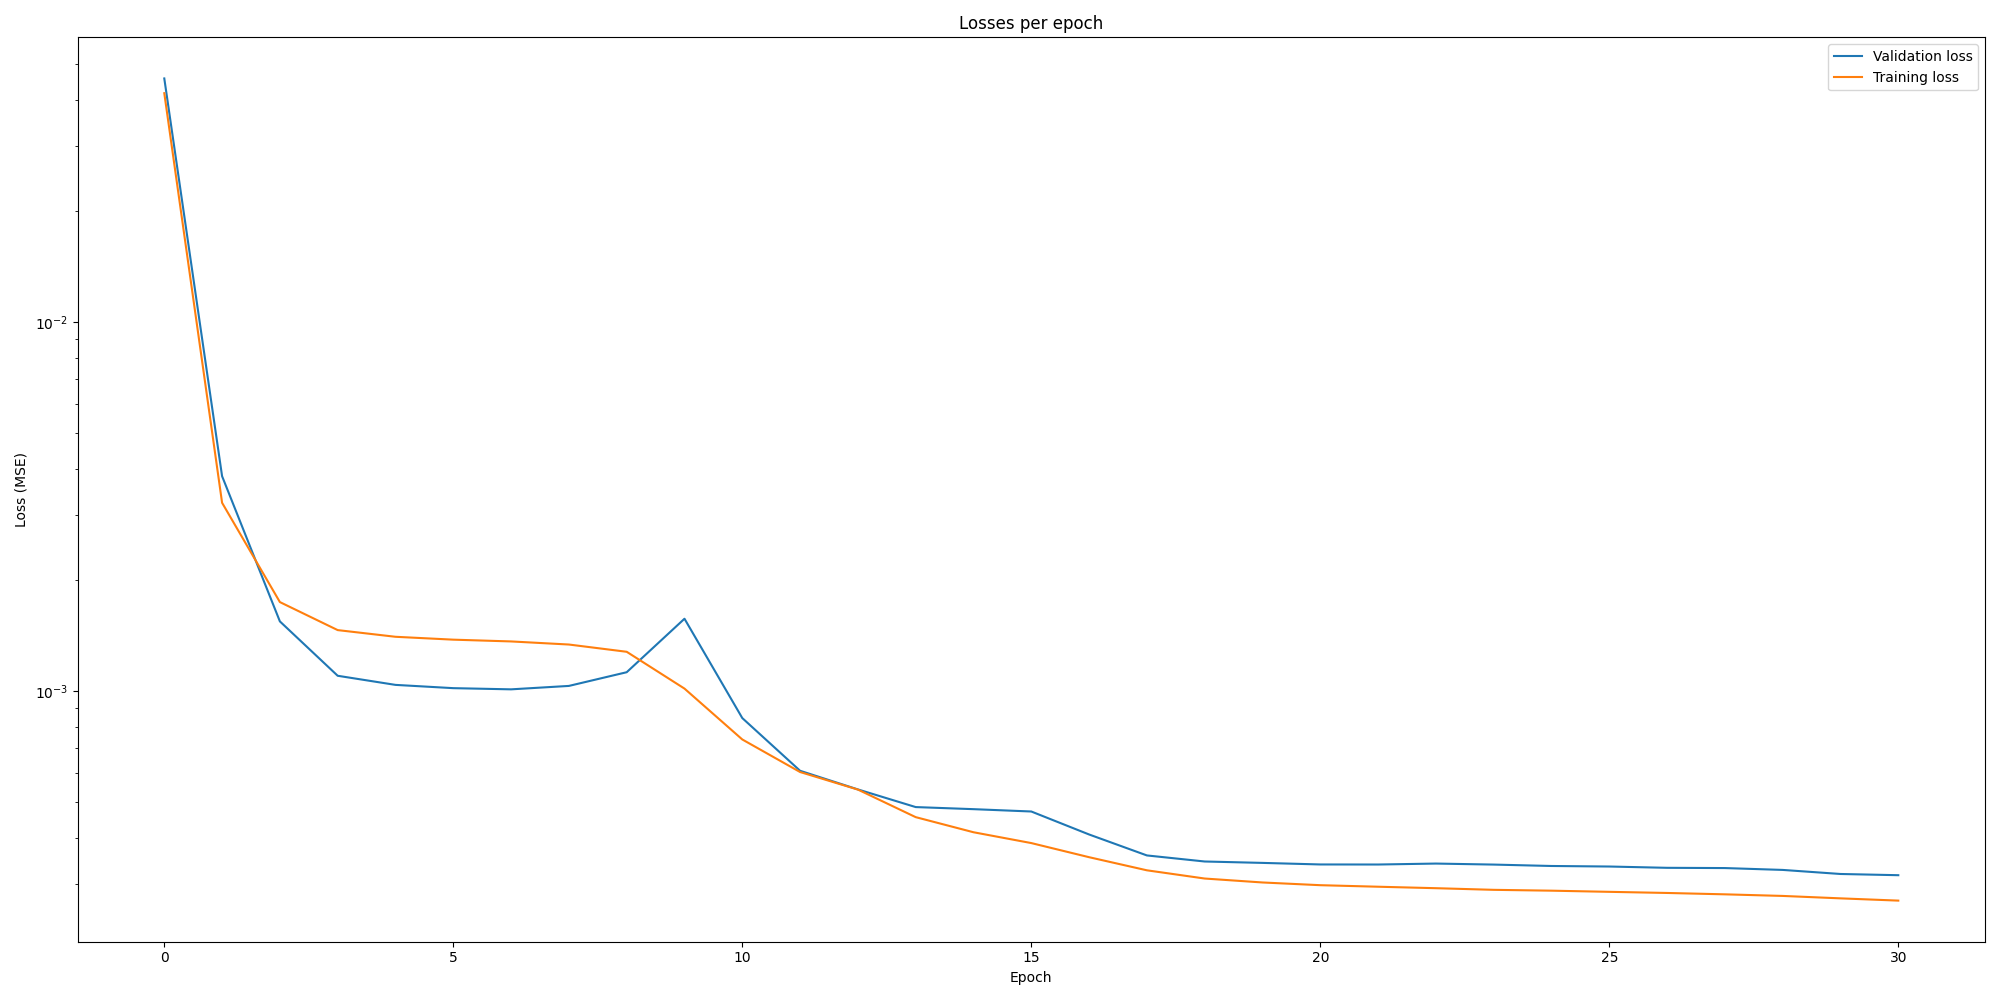 Losses per epoch
Validation loss
Training loss
10⁻²
10⁻³
Loss (MSE)
0 5 10 15 20 25 30
Epoch